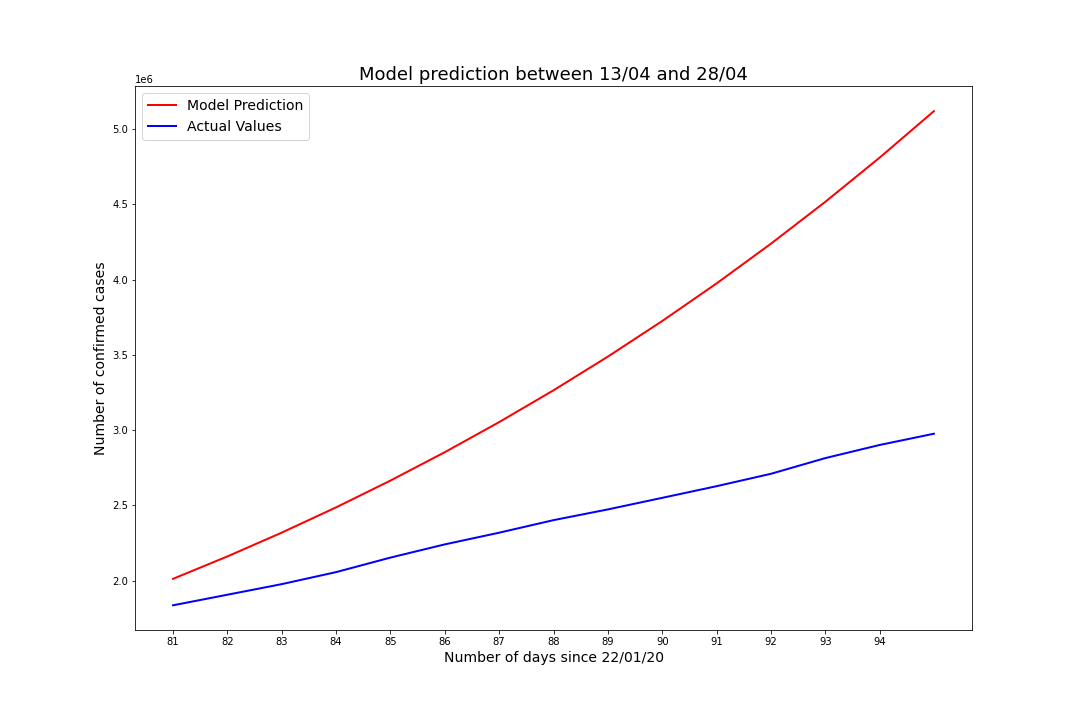 Model prediction between 13/04 and 28/04
1e6
Model Prediction
Actual Values
5.0
4.5
4.0
3.5
3.0
2.5
2.0
Number of confirmed cases
81 82 83 84 85 86 87 88 89 90 91 92 93 94
Number of days since 22/01/20